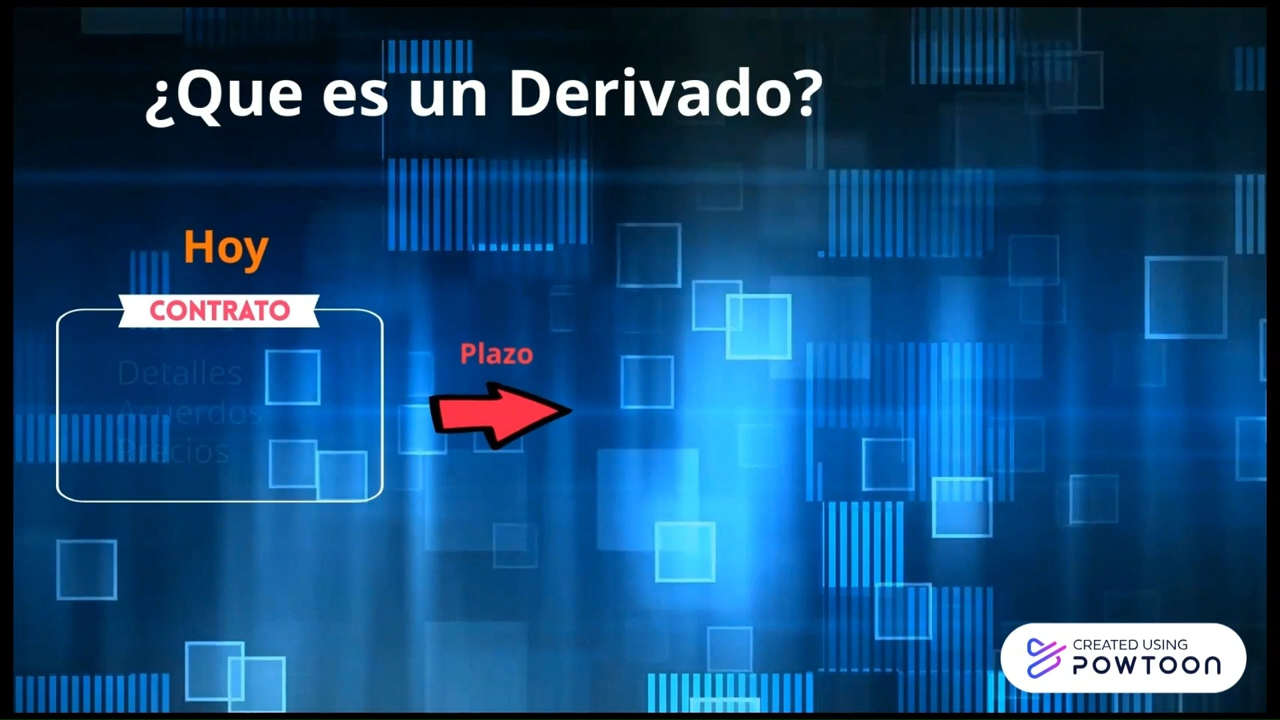 ¿Que es un Derivado?
Hoy
CONTRATO
Plazo
Detalles
Acuerdos
Precios
CREATED USING
POWTOON